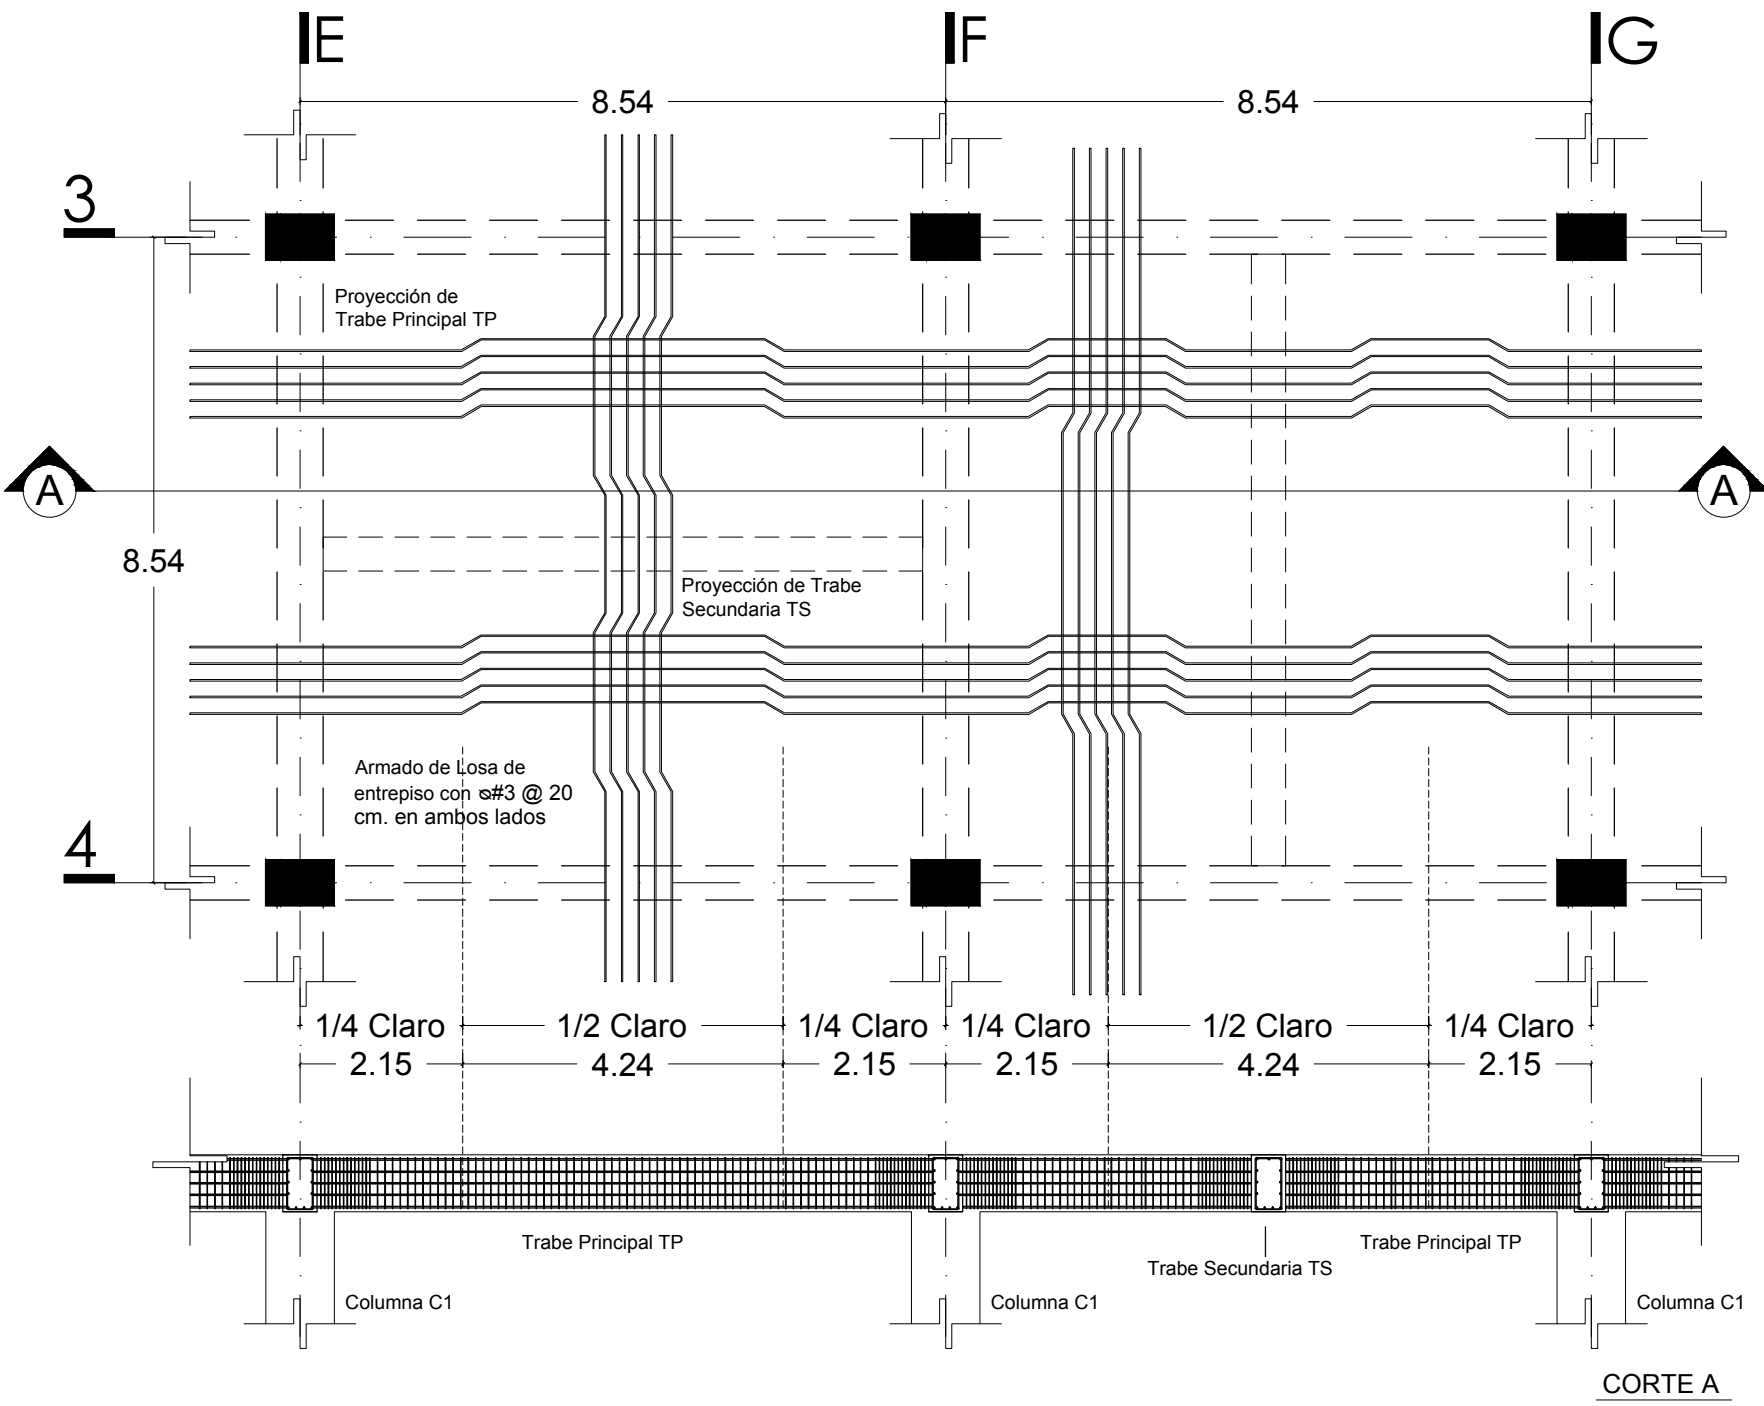 E F G
8.54 8.54
3
Proyección de
Trabe Principal TP
A A
8.54
Proyección de Trabe
Secundaria TS
Armado de Losa de
entrepiso con #3 @ 20
cm. en ambos lados
4
1/4 Claro 1/2 Claro 1/4 Claro 1/4 Claro 1/2 Claro 1/4 Claro
2.15 4.24 2.15 2.15 4.24 2.15
Trabe Principal TP Trabe Principal TP
Trabe Secundaria TS
Columna C1 Columna C1 Columna C1
CORTE A